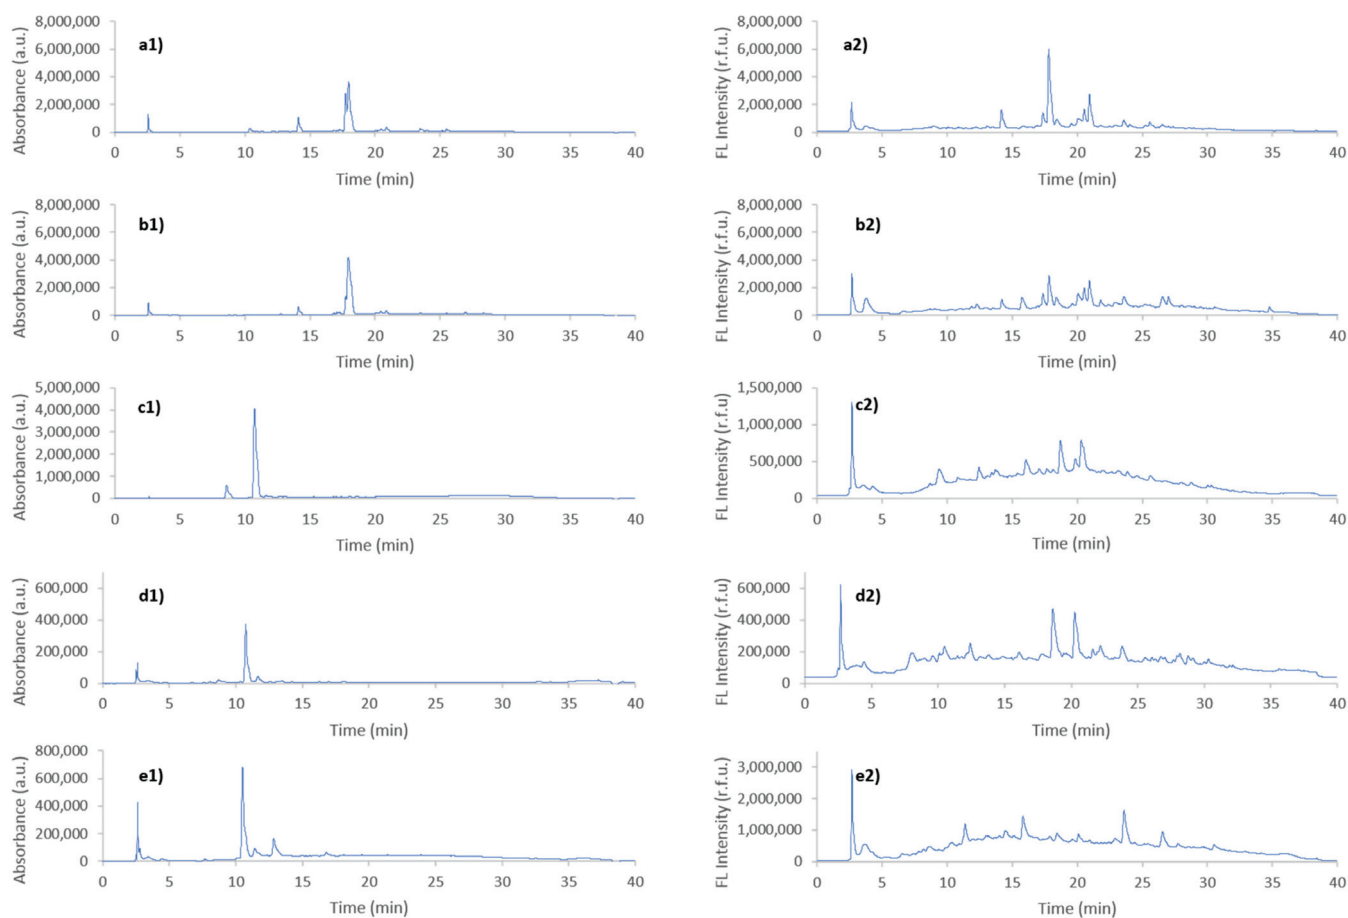 a1)
Absorbance (a.u.)
8,000,000
6,000,000
4,000,000
2,000,000
0
0 5 10 15 20 25 30 35 40
Time (min)
a2)
FL Intensity (r.f.u.)
8,000,000
6,000,000
4,000,000
2,000,000
0
0 5 10 15 20 25 30 35 40
Time (min)
b1)
Absorbance (a.u.)
8,000,000
6,000,000
4,000,000
2,000,000
0
0 5 10 15 20 25 30 35 40
Time (min)
b2)
FL Intensity (r.f.u)
8,000,000
6,000,000
4,000,000
2,000,000
0
0 5 10 15 20 25 30 35 40
Time (min)
c1)
Absorbance (a.u.)
5,000,000
4,000,000
3,000,000
2,000,000
1,000,000
0
0 5 10 15 20 25 30 35 40
Time (min)
c2)
FL Intensity (r.f.u)
1,500,000
1,000,000
500,000
0
0 5 10 15 20 25 30 35 40
Time (min)
d1)
Absorbance (a.u.)
600,000
400,000
200,000
0
0 5 10 15 20 25 30 35 40
Time (min)
d2)
FL Intensity (r.f.u)
600,000
400,000
200,000
0
0 5 10 15 20 25 30 35 40
Time (min)
e1)
Absorbance (a.u.)
800,000
600,000
400,000
200,000
0
0 5 10 15 20 25 30 35 40
Time (min)
e2)
FL Intensity (r.f.u.)
3,000,000
2,000,000
1,000,000
0
0 5 10 15 20 25 30 35 40
Time (min)